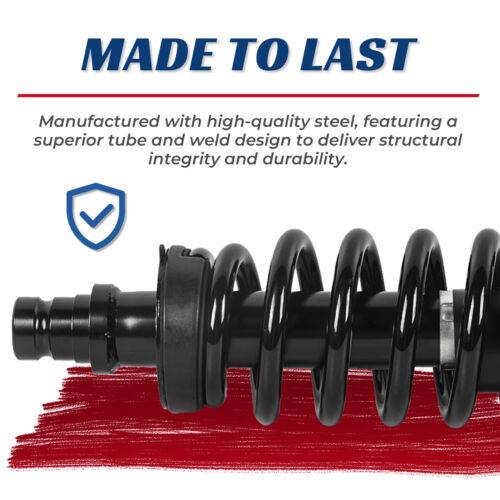 MADE TO LAST
Manufactured with high-quality steel, featuring a
superior tube and weld design to deliver structural
integrity and durability.